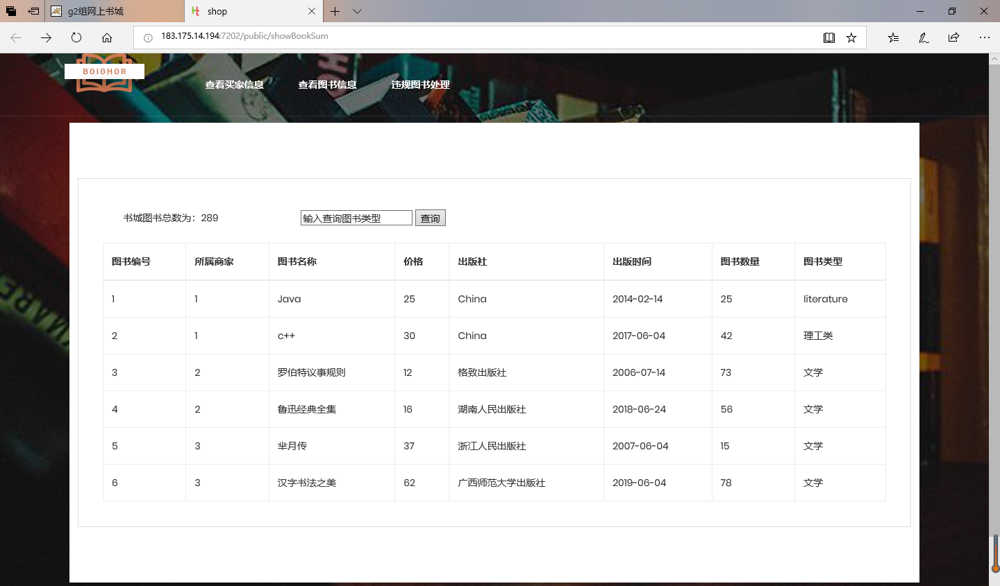 g2组网上书城
shop
183.175.14.194:7202/public/showBookSum
BOIGHOR
查看买家信息 查看图书信息 违规图书处理
书城图书总数为：289 输入查询图书类型 查询
图书编号 所属商家 图书名称 价格 出版社 出版时间 图书数量 图书类型
1 1 Java 25 China 2014-02-14 25 literature
2 1 c++ 30 China 2017-06-04 42 理工类
3 2 罗伯特议事规则 12 格致出版社 2006-07-14 73 文学
4 2 鲁迅经典全集 16 湖南人民出版社 2018-06-24 56 文学
5 3 芈月传 37 浙江人民出版社 2007-06-04 15 文学
6 3 汉字书法之美 62 广西师范大学出版社 2019-06-04 78 文学